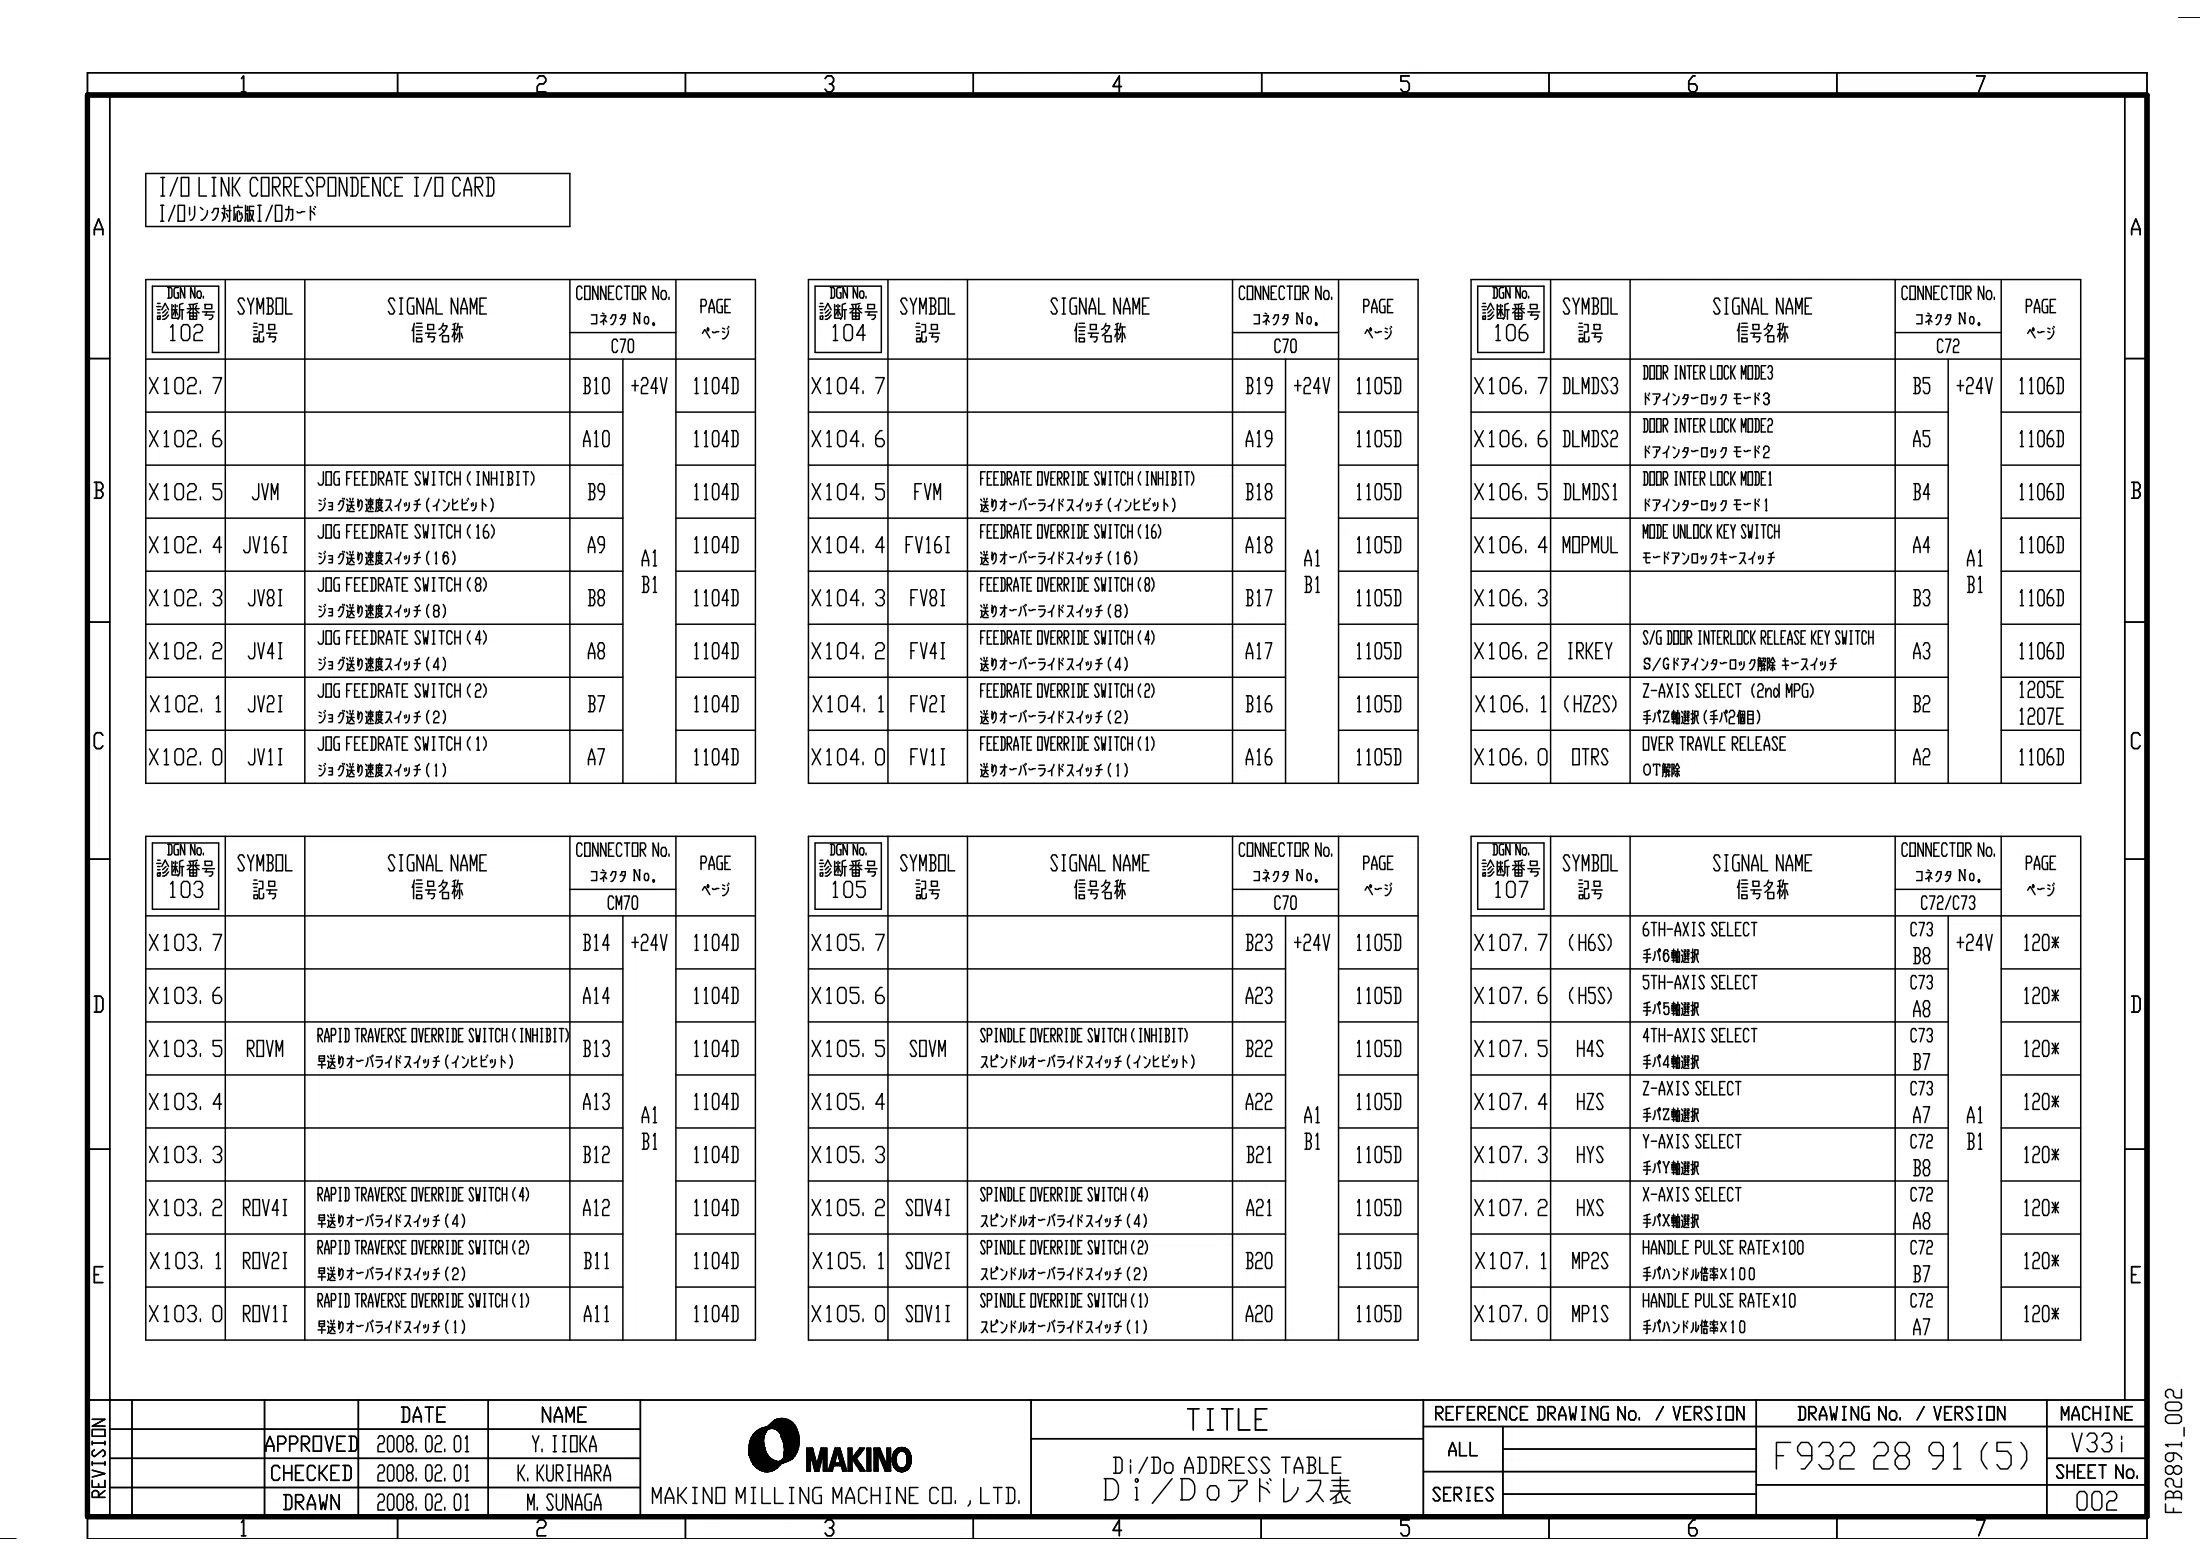 1 2 3 4 5 6 7
I/O LINK CORRESPONDENCE I/O CARD
I/Oリンク対応版I/Oカード
DGN No. 診断番号 102 SYMBOL 記号 SIGNAL NAME 信号名称 CONNECTOR No. コネクタ No. C70 PAGE ページ
X102.7 B10 +24V 1104D
X102.6 A10 1104D
X102.5 JVM JOG FEEDRATE SWITCH(INHIBIT) B9 1104D
ジョグ送り速度スイッチ(インヒビット)
X102.4 JV16I JOG FEEDRATE SWITCH(16) A9 A1 1104D
ジョグ送り速度スイッチ(16)
X102.3 JV8I JOG FEEDRATE SWITCH(8) B8 B1 1104D
ジョグ送り速度スイッチ(8)
X102.2 JV4I JOG FEEDRATE SWITCH(4) A8 1104D
ジョグ送り速度スイッチ(4)
X102.1 JV2I JOG FEEDRATE SWITCH(2) B7 1104D
ジョグ送り速度スイッチ(2)
X102.0 JV1I JOG FEEDRATE SWITCH(1) A7 1104D
ジョグ送り速度スイッチ(1)
DGN No. 診断番号 104 SYMBOL 記号 SIGNAL NAME 信号名称 CONNECTOR No. コネクタ No. C70 PAGE ページ
X104.7 B19 +24V 1105D
X104.6 A19 1105D
X104.5 FVM FEEDRATE OVERRIDE SWITCH(INHIBIT) B18 1105D
送りオーバーライドスイッチ(インヒビット)
X104.4 FV16I FEEDRATE OVERRIDE SWITCH(16) A18 A1 1105D
送りオーバーライドスイッチ(16)
X104.3 FV8I FEEDRATE OVERRIDE SWITCH(8) B17 B1 1105D
送りオーバーライドスイッチ(8)
X104.2 FV4I FEEDRATE OVERRIDE SWITCH(4) A17 1105D
送りオーバーライドスイッチ(4)
X104.1 FV2I FEEDRATE OVERRIDE SWITCH(2) B16 1105D
送りオーバーライドスイッチ(2)
X104.0 FV1I FEEDRATE OVERRIDE SWITCH(1) A16 1105D
送りオーバーライドスイッチ(1)
DGN No. 診断番号 106 SYMBOL 記号 SIGNAL NAME 信号名称 CONNECTOR No. コネクタ No. C72 PAGE ページ
X106.7 DLMDS3 DOOR INTER LOCK MODE3 B5 +24V 1106D
ドアインターロック モード3
X106.6 DLMDS2 DOOR INTER LOCK MODE2 A5 1106D
ドアインターロック モード2
X106.5 DLMDS1 DOOR INTER LOCK MODE1 B4 1106D
ドアインターロック モード1
X106.4 MOPMUL MODE UNLOCK KEY SWITCH A4 A1 1106D
モードアンロックキースイッチ
X106.3 B3 B1 1106D
X106.2 IRKEY S/G DOOR INTERLOCK RELEASE KEY SWITCH A3 1106D
S/Gドアインターロック解除 キースイッチ
X106.1 (HZ2S) Z-AXIS SELECT (2nd MPG) B2 1205E 1207E
手パZ軸選択(手パ2個目)
X106.0 OTRS OVER TRAVLE RELEASE A2 1106D
OT解除
DGN No. 診断番号 103 SYMBOL 記号 SIGNAL NAME 信号名称 CONNECTOR No. コネクタ No. CM70 PAGE ページ
X103.7 B14 +24V 1104D
X103.6 A14 1104D
X103.5 ROVM RAPID TRAVERSE OVERRIDE SWITCH(INHIBIT) B13 1104D
早送りオーバライドスイッチ(インヒビット)
X103.4 A13 A1 1104D
X103.3 B12 B1 1104D
X103.2 ROV4I RAPID TRAVERSE OVERRIDE SWITCH(4) A12 1104D
早送りオーバライドスイッチ(4)
X103.1 ROV2I RAPID TRAVERSE OVERRIDE SWITCH(2) B11 1104D
早送りオーバライドスイッチ(2)
X103.0 ROV1I RAPID TRAVERSE OVERRIDE SWITCH(1) A11 1104D
早送りオーバライドスイッチ(1)
DGN No. 診断番号 105 SYMBOL 記号 SIGNAL NAME 信号名称 CONNECTOR No. コネクタ No. C70 PAGE ページ
X105.7 B23 +24V 1105D
X105.6 A23 1105D
X105.5 SOVM SPINDLE OVERRIDE SWITCH(INHIBIT) B22 1105D
スピンドルオーバライドスイッチ(インヒビット)
X105.4 A22 A1 1105D
X105.3 B21 B1 1105D
X105.2 SOV4I SPINDLE OVERRIDE SWITCH(4) A21 1105D
スピンドルオーバライドスイッチ(4)
X105.1 SOV2I SPINDLE OVERRIDE SWITCH(2) B20 1105D
スピンドルオーバライドスイッチ(2)
X105.0 SOV1I SPINDLE OVERRIDE SWITCH(1) A20 1105D
スピンドルオーバライドスイッチ(1)
DGN No. 診断番号 107 SYMBOL 記号 SIGNAL NAME 信号名称 CONNECTOR No. コネクタ No. C72/C73 PAGE ページ
X107.7 (H6S) 6TH-AXIS SELECT C73 B8 +24V 120*
手パ6軸選択
X107.6 (H5S) 5TH-AXIS SELECT C73 A8 120*
手パ5軸選択
X107.5 H4S 4TH-AXIS SELECT C73 B7 120*
手パ4軸選択
X107.4 HZS Z-AXIS SELECT C73 A7 A1 120*
手パZ軸選択
X107.3 HYS Y-AXIS SELECT C72 B8 B1 120*
手パY軸選択
X107.2 HXS X-AXIS SELECT C72 A8 120*
手パX軸選択
X107.1 MP2S HANDLE PULSE RATE×100 C72 B7 120*
手パハンドル倍率×100
X107.0 MP1S HANDLE PULSE RATE×10 C72 A7 120*
手パハンドル倍率×10
A A
B B
C C
D D
E E
REVISION
DATE NAME
APPROVED 2008.02.01 Y. IIOKA
CHECKED 2008.02.01 K. KURIHARA
DRAWN 2008.02.01 M. SUNAGA
MAKINO
MAKINO MILLING MACHINE CO.,LTD.
TITLE
Di/Do ADDRESS TABLE
Di/Doアドレス表
REFERENCE DRAWING No. / VERSION
ALL
SERIES
DRAWING No. / VERSION
F932 28 91 (5)
MACHINE
V33i
SHEET No.
002
FB2891_002
1 2 3 4 5 6 7